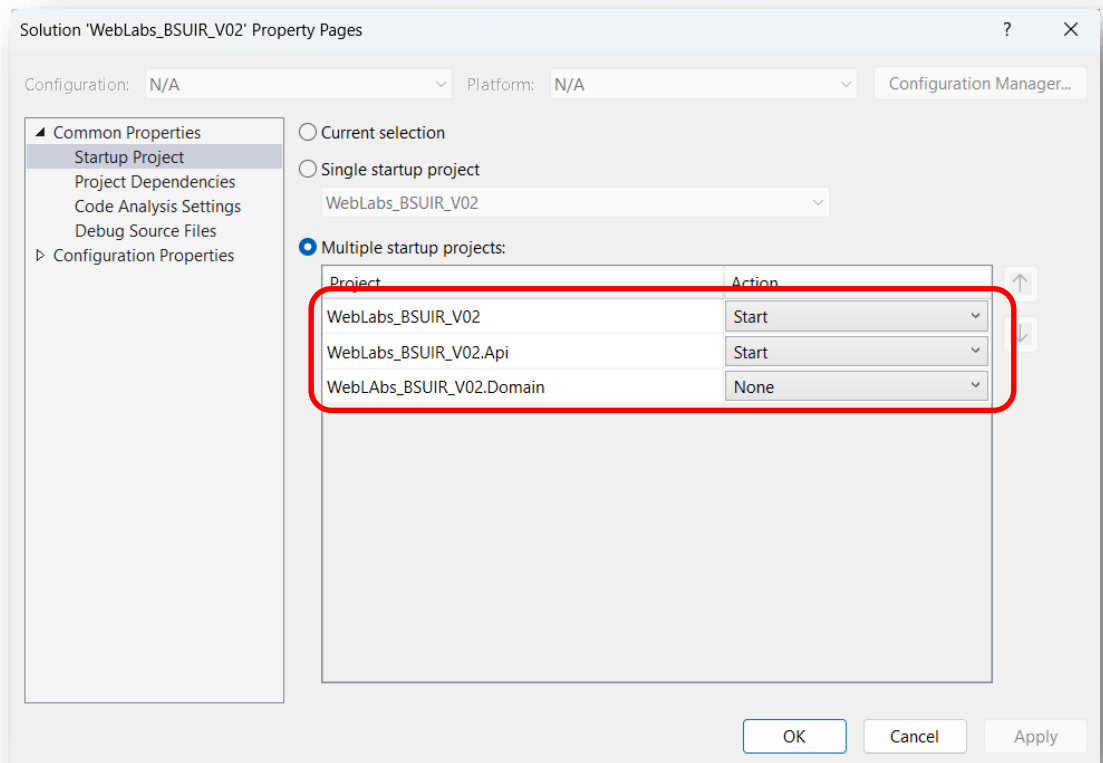 Solution 'WebLabs_BSUIR_V02' Property Pages ?
Configuration: N/A Platform: N/A Configuration Manager...
Common Properties
Startup Project
Project Dependencies
Code Analysis Settings
Debug Source Files
Configuration Properties
Current selection
Single startup project
WebLabs_BSUIR_V02
Multiple startup projects:
Project Action
WebLabs_BSUIR_V02 Start
WebLabs_BSUIR_V02.Api Start
WebLAbs_BSUIR_V02.Domain None
OK Cancel Apply